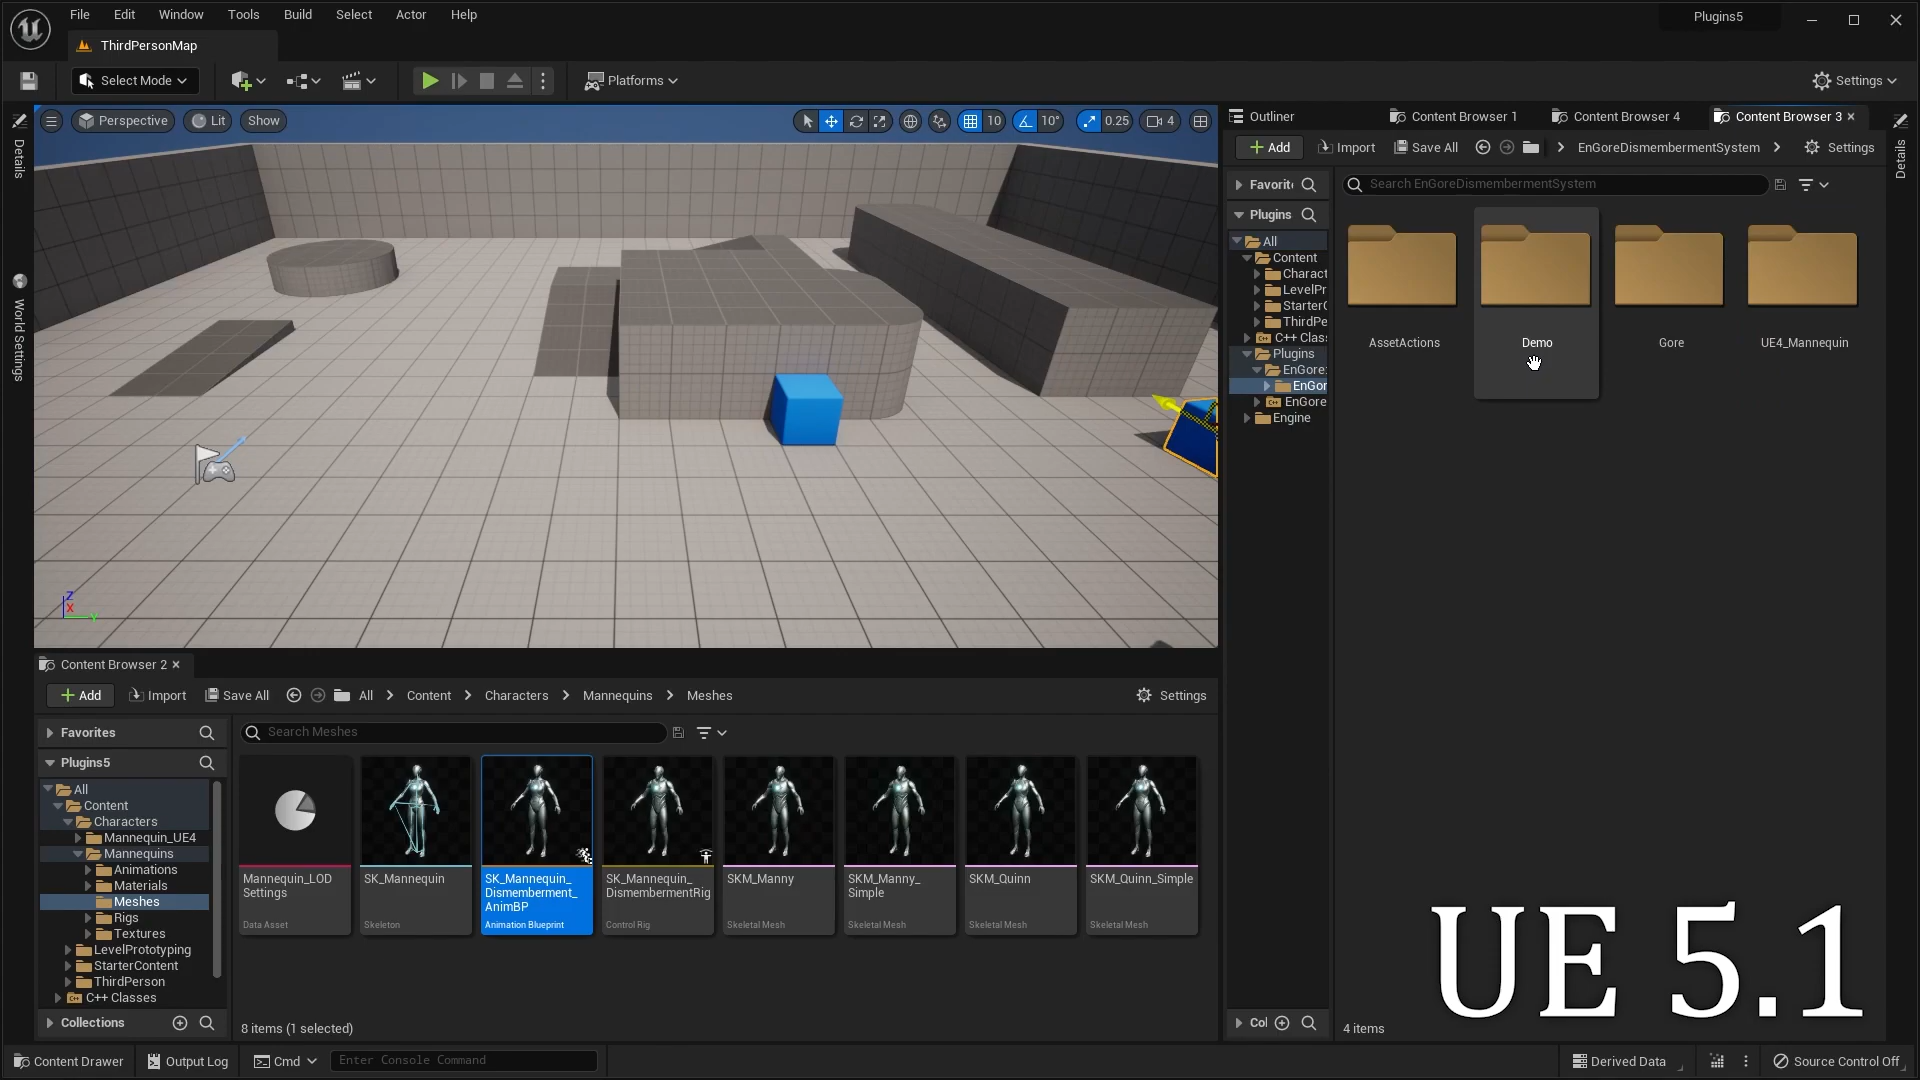 File Edit Window Tools Build Select Actor Help
Plugins5
ThirdPersonMap
Select Mode
Platforms
Settings
Perspective
Lit
Show
10
10°
0.25
4
Details
World Settings
Z
X
Y
Outliner
Content Browser 1
Content Browser 4
Content Browser 3
Add
Import
Save All
EnGoreDismembermentSystem
Settings
Details
Favorit
Search EnGoreDismembermentSystem
Plugins
All
Content
Charact
LevelPr
StarterC
ThirdPe
C++ Clas
Plugins
EnGore
EnGor
EnGore
Engine
AssetActions
Demo
Gore
UE4_Mannequin
Col
4 items
UE 5.1
Content Browser 2
Add
Import
Save All
All
Content
Characters
Mannequins
Meshes
Settings
Favorites
Search Meshes
Plugins5
All
Content
Characters
Mannequin_UE4
Mannequins
Animations
Materials
Meshes
Rigs
Textures
LevelPrototyping
StarterContent
ThirdPerson
C++ Classes
Collections
Mannequin_LOD
Settings
Data Asset
SK_Mannequin
Skeleton
SK_Mannequin_
Dismemberment_
AnimBP
Animation Blueprint
SK_Mannequin_
DismembermentRig
Control Rig
SKM_Manny
Skeletal Mesh
SKM_Manny_
Simple
Skeletal Mesh
SKM_Quinn
Skeletal Mesh
SKM_Quinn_Simple
Skeletal Mesh
8 items (1 selected)
Content Drawer
Output Log
Cmd
Enter Console Command
Derived Data
Source Control Off